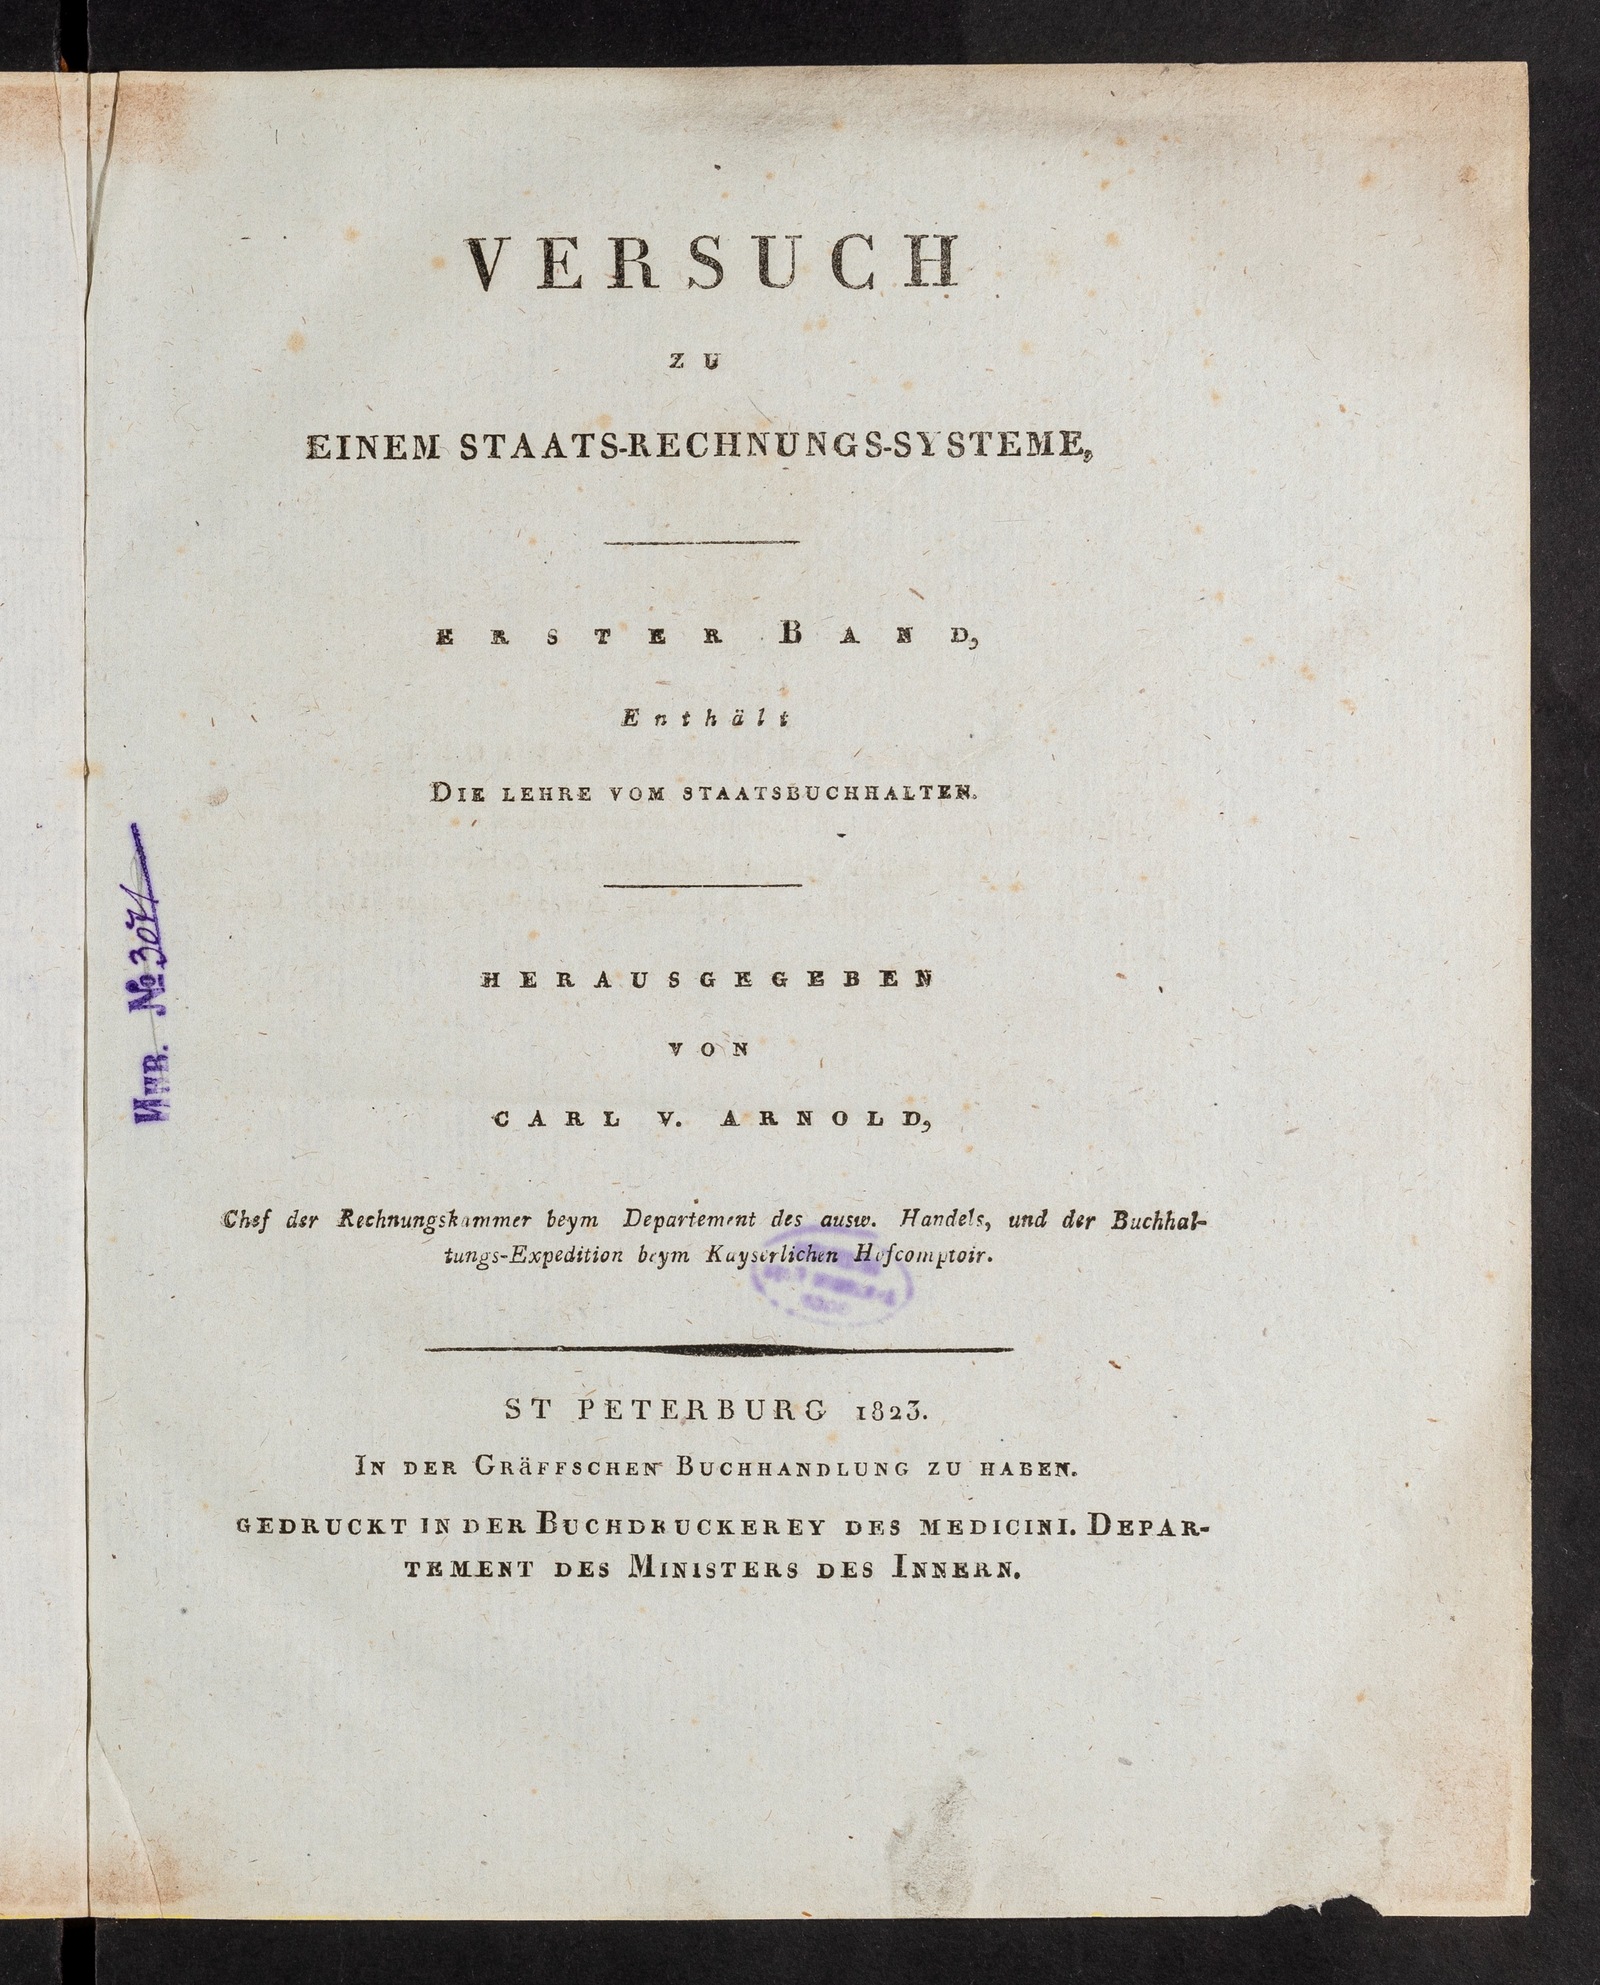 VERSUCH
ZU
EINEM STAATS-RECHNUNGS-SYSTEME,
ERSTER BAND,
Enthält
DIE LEHRE VOM STAATSBUCHHALTEN.
HERAUSGEGEBEN
VON
CARL V. ARNOLD,
Chef der Rechnungskammer beym Departement des ausw. Handels, und der Buchhal-
tungs-Expedition beym Kayserlichen Hofcomptoir.
ST PETERBURG 1823.
IN DER GRÄFFSCHEN BUCHHANDLUNG ZU HABEN.
GEDRUCKT IN DER BUCHDRUCKEREY DES MEDICINI. DEPAR-
TEMENT DES MINISTERS DES INNERN.
Инв. №